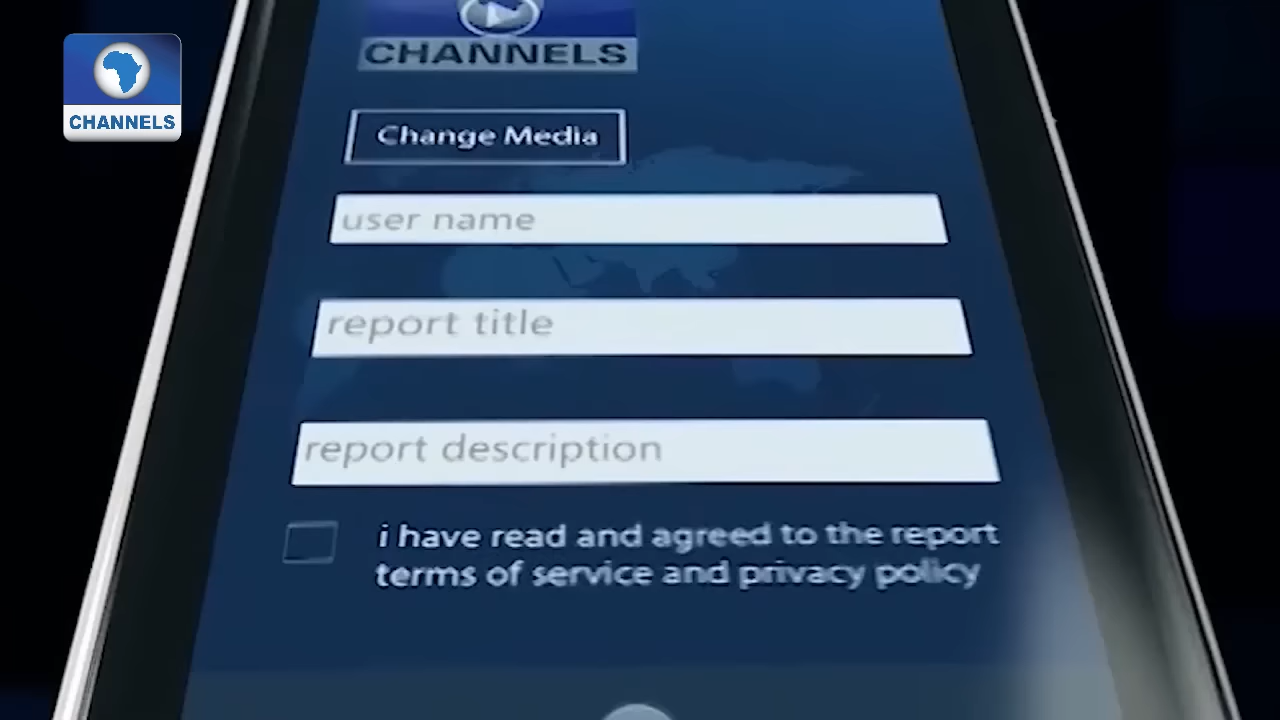 CHANNELS
CHANNELS
Change Media
user name
report title
report description
i have read and agreed to the report
terms of service and privacy policy